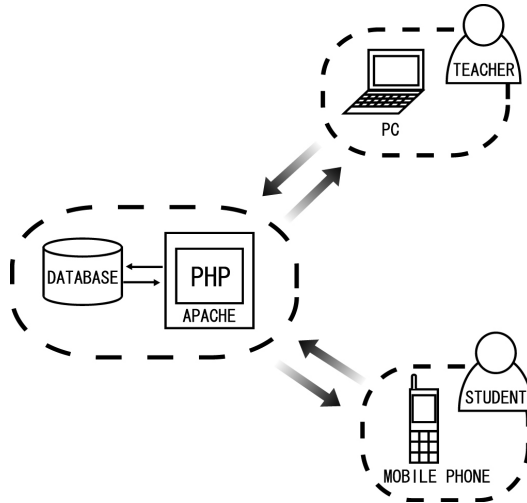 TEACHER
PC
DATABASE
PHP
APACHE
STUDENT
MOBILE PHONE